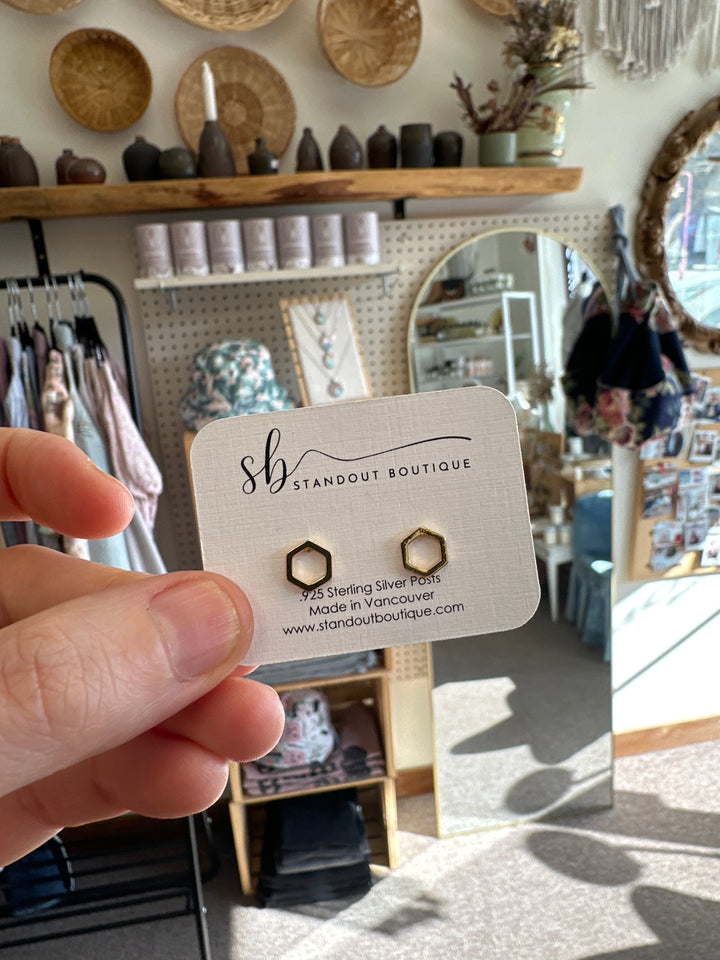 sb
STANDOUT BOUTIQUE
.925 Sterling Silver Posts
Made in Vancouver
www.standoutboutique.com